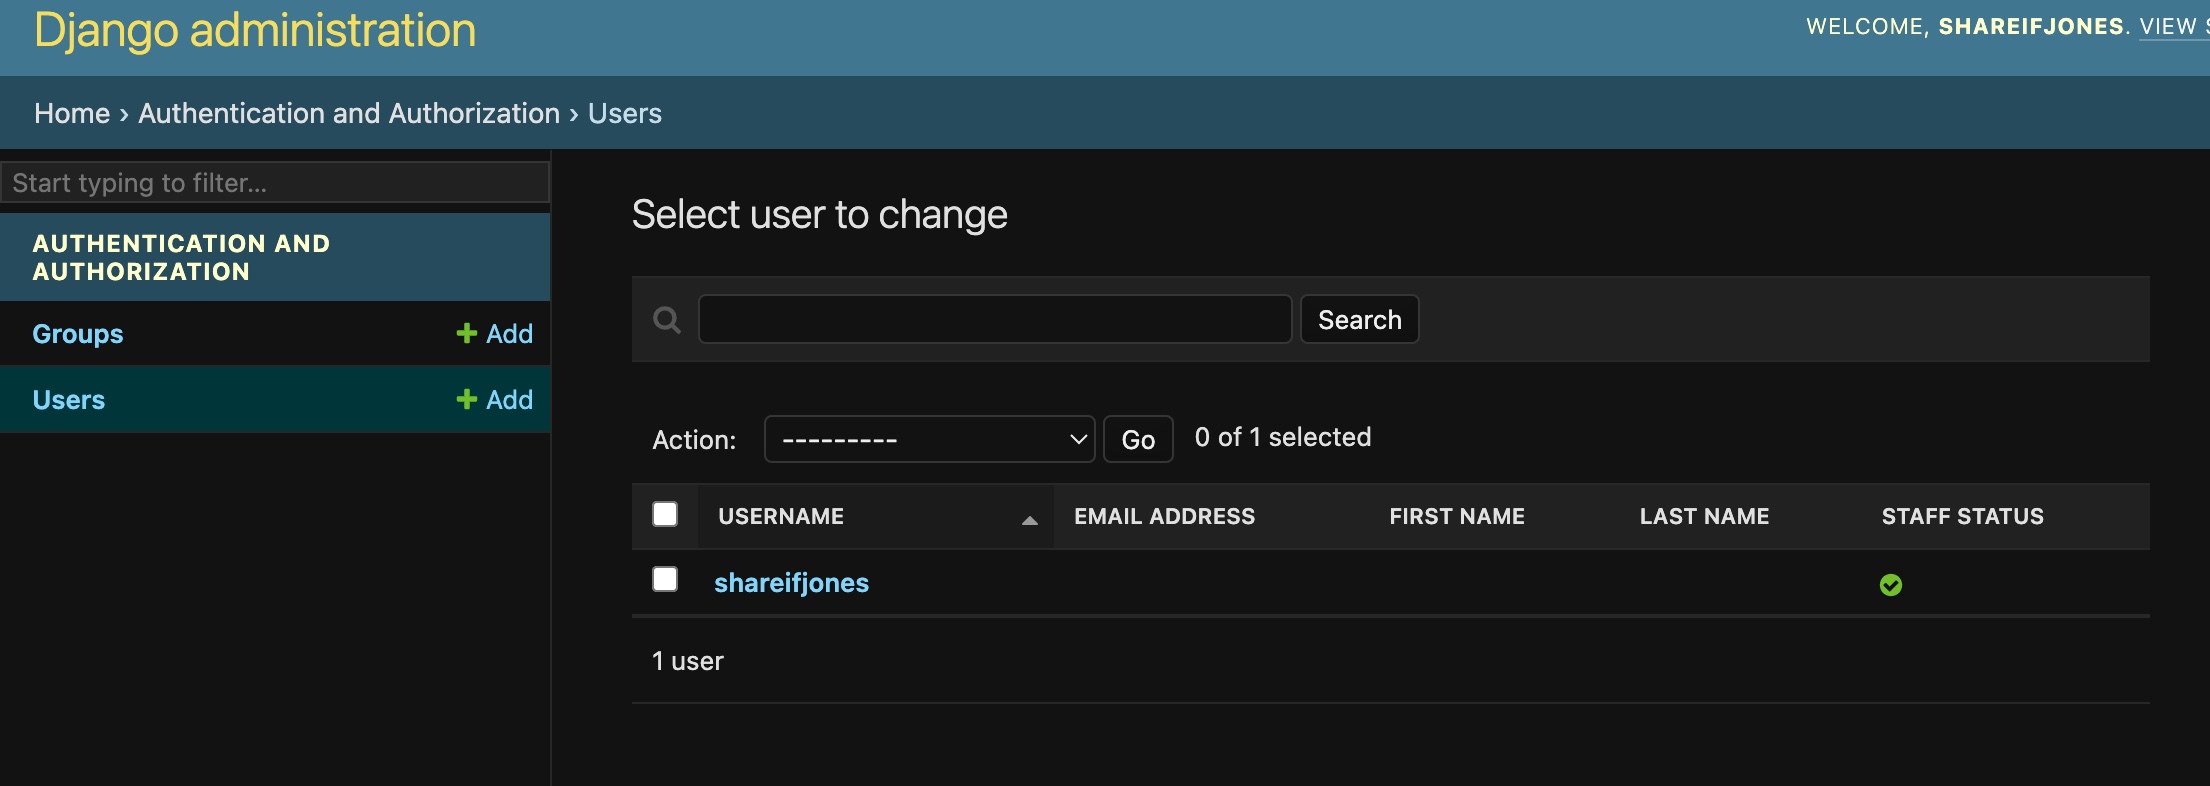 Django administration
WELCOME, SHAREIFJONES. VIEW
Home › Authentication and Authorization › Users
Start typing to filter...
AUTHENTICATION AND
AUTHORIZATION
Groups
+ Add
Users
+ Add
Select user to change
Search
Action:
---------
Go
0 of 1 selected
USERNAME
EMAIL ADDRESS
FIRST NAME
LAST NAME
STAFF STATUS
shareifjones
1 user